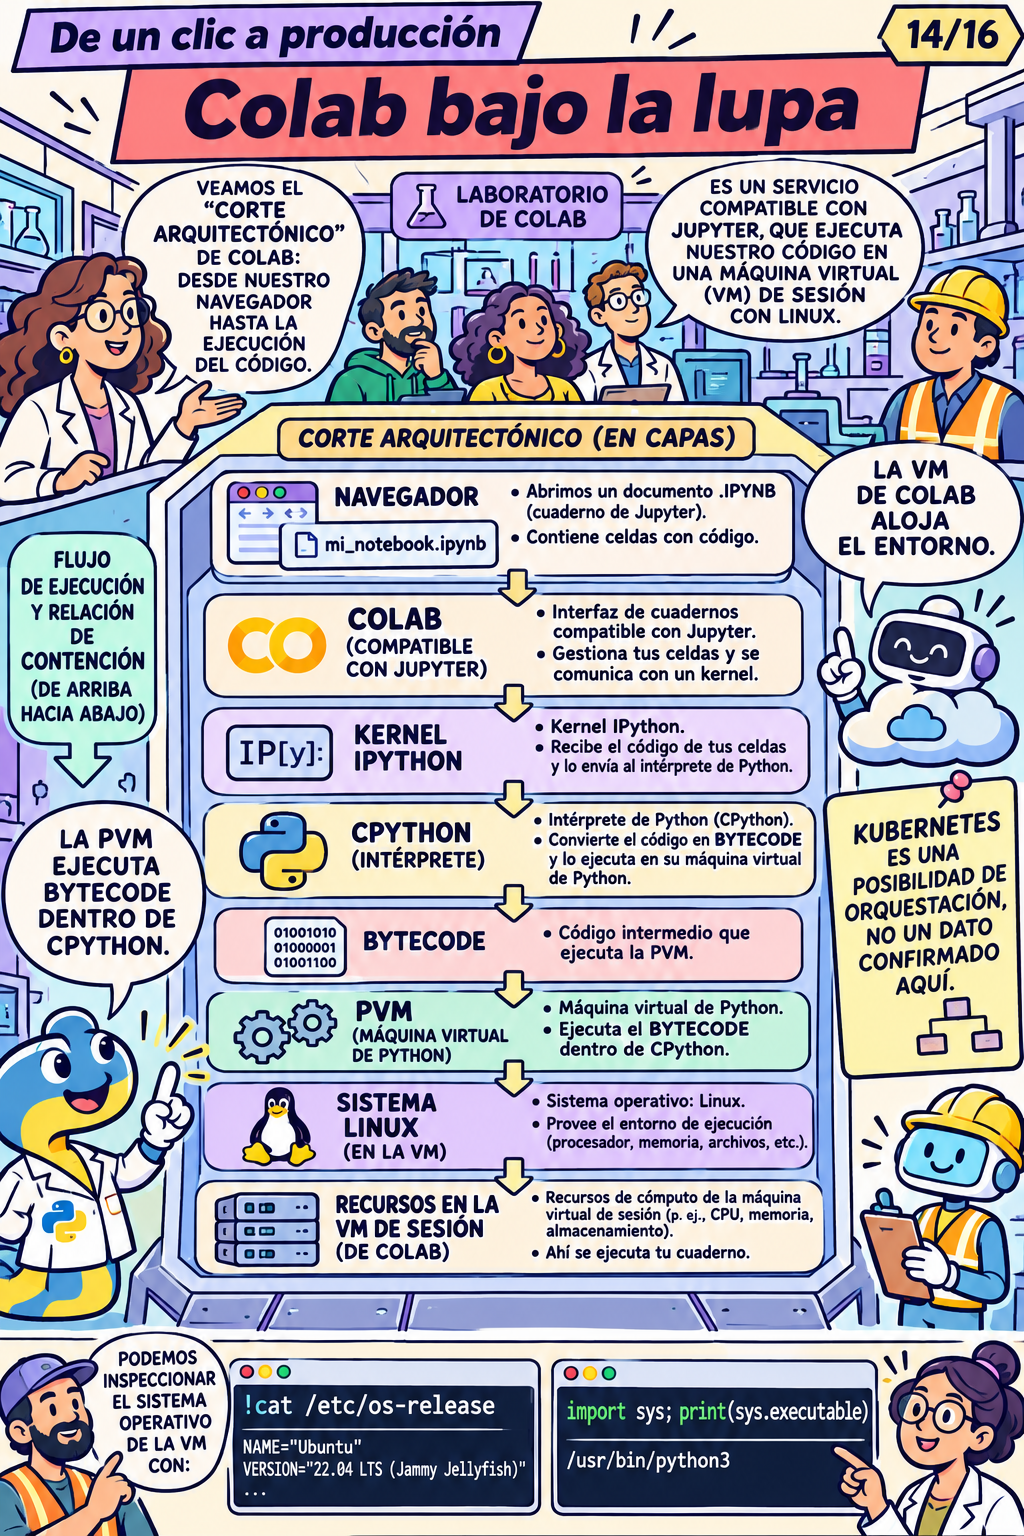 De un clic a producción
14/16
Colab bajo la lupa
VEAMOS EL
“CORTE
ARQUITECTÓNICO”
DE COLAB:
DESDE NUESTRO
NAVEGADOR
HASTA LA
EJECUCIÓN
DEL CÓDIGO.
LABORATORIO
DE COLAB
ES UN SERVICIO
COMPATIBLE CON
JUPYTER, QUE EJECUTA
NUESTRO CÓDIGO EN
UNA MÁQUINA VIRTUAL
(VM) DE SESIÓN
CON LINUX.
CORTE ARQUITECTÓNICO (EN CAPAS)
NAVEGADOR
mi_notebook.ipynb
• Abrimos un documento .IPYNB
(cuaderno de Jupyter).
• Contiene celdas con código.
LA VM
DE COLAB
ALOJA
EL ENTORNO.
FLUJO
DE EJECUCIÓN
Y RELACIÓN
DE
CONTENCIÓN
(DE ARRIBA
HACIA ABAJO)
COLAB
(COMPATIBLE
CON JUPYTER)
• Interfaz de cuadernos
compatible con Jupyter.
• Gestiona tus celdas y se
comunica con un kernel.
IP[y]:
KERNEL
IPYTHON
• Kernel IPython.
• Recibe el código de tus celdas
y lo envía al intérprete de Python.
LA PVM
EJECUTA
BYTECODE
DENTRO DE
CPYTHON.
CPYTHON
(INTÉRPRETE)
• Intérprete de Python (CPython).
• Convierte el código en BYTECODE
y lo ejecuta en su máquina virtual
de Python.
KUBERNETES
ES UNA
POSIBILIDAD DE
ORQUESTACIÓN,
NO UN DATO
CONFIRMADO
AQUÍ.
01001010
01000001
01001100
BYTECODE
• Código intermedio que
ejecuta la PVM.
PVM
(MÁQUINA VIRTUAL
DE PYTHON)
• Máquina virtual de Python.
• Ejecuta el BYTECODE
dentro de CPython.
SISTEMA
LINUX
(EN LA VM)
• Sistema operativo: Linux.
• Provee el entorno de ejecución
(procesador, memoria, archivos, etc.).
RECURSOS EN LA
VM DE SESIÓN
(DE COLAB)
• Recursos de cómputo de la máquina
virtual de sesión (p. ej., CPU, memoria,
almacenamiento).
• Ahí se ejecuta tu cuaderno.
PODEMOS
INSPECCIONAR
EL SISTEMA
OPERATIVO
DE LA VM
CON:
!cat /etc/os-release
NAME="Ubuntu"
VERSION="22.04 LTS (Jammy Jellyfish)"
...
import sys; print(sys.executable)
/usr/bin/python3